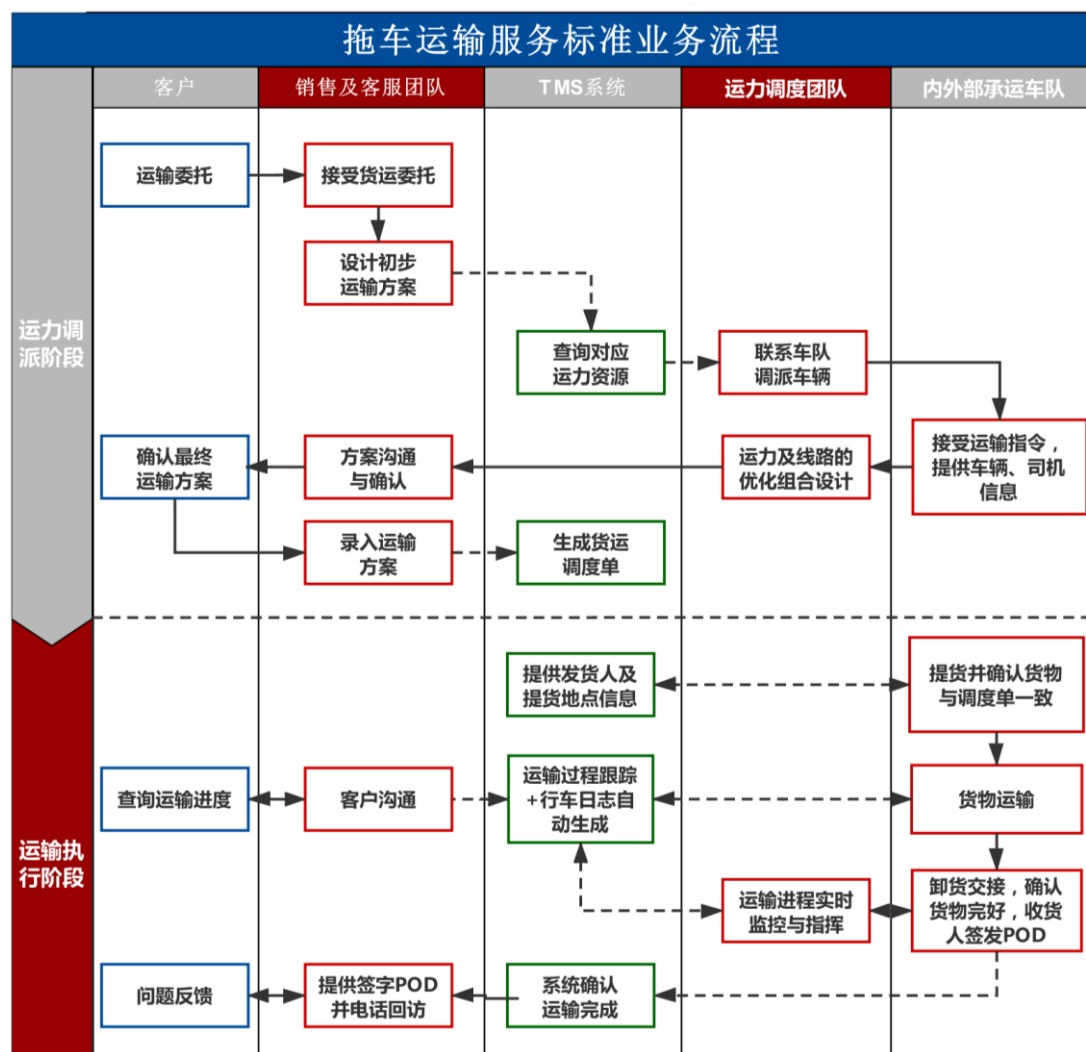 拖车运输服务标准业务流程
客户
销售及客服团队
TMS系统
运力调度团队
内外部承运车队
运力调
派阶段
运输委托
接受货运委托
设计初步
运输方案
查询对应
运力资源
联系车队
调派车辆
确认最终
运输方案
方案沟通
与确认
运力及线路的
优化组合设计
接受运输指令，
提供车辆、司机
信息
录入运输
方案
生成货运
调度单
运输执
行阶段
提供发货人及
提货地点信息
提货并确认货物
与调度单一致
查询运输进度
客户沟通
运输过程跟踪
+行车日志自
动生成
货物运输
运输进程实时
监控与指挥
卸货交接，确认
货物完好，收货
人签发POD
问题反馈
提供签字POD
并电话回访
系统确认
运输完成